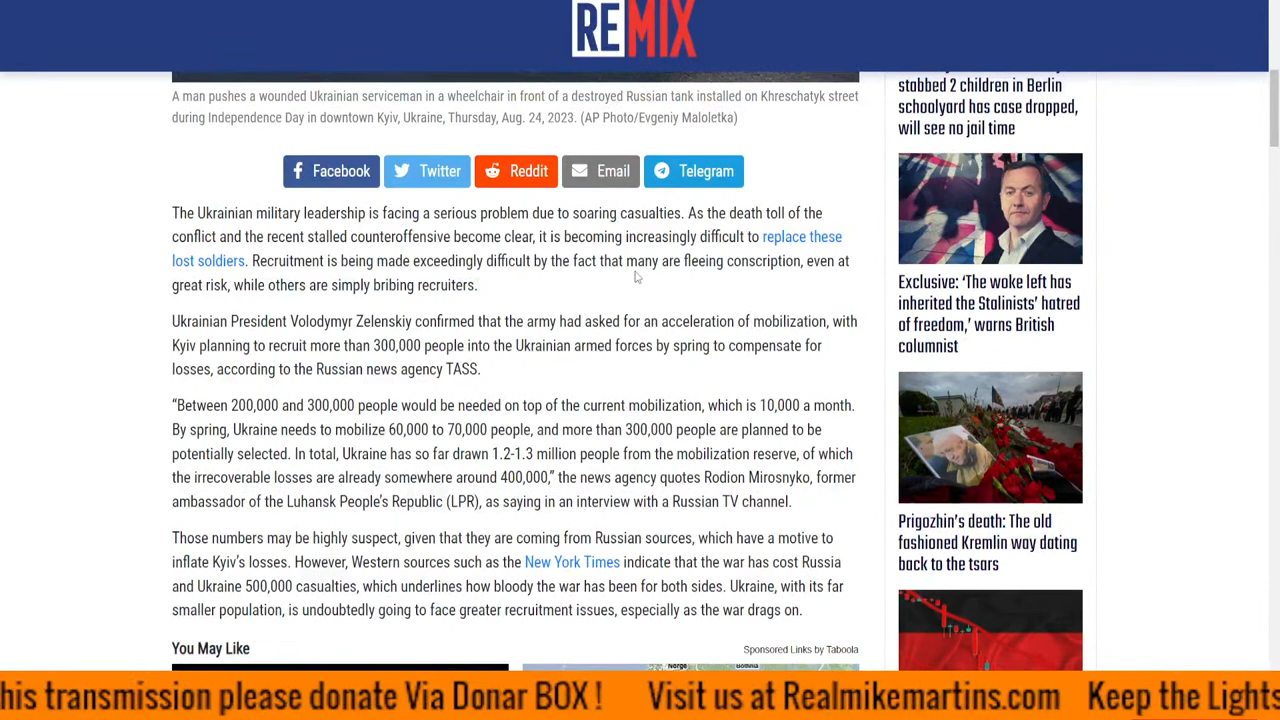 REMIX
A man pushes a wounded Ukrainian serviceman in a wheelchair in front of a destroyed Russian tank installed on Khreschatyk street
during Independence Day in downtown Kyiv, Ukraine, Thursday, Aug. 24, 2023. (AP Photo/Evgeniy Maloletka)
Facebook Twitter Reddit Email Telegram
The Ukrainian military leadership is facing a serious problem due to soaring casualties. As the death toll of the
conflict and the recent stalled counteroffensive become clear, it is becoming increasingly difficult to replace these
lost soldiers. Recruitment is being made exceedingly difficult by the fact that many are fleeing conscription, even at
great risk, while others are simply bribing recruiters.
Ukrainian President Volodymyr Zelenskiy confirmed that the army had asked for an acceleration of mobilization, with
Kyiv planning to recruit more than 300,000 people into the Ukrainian armed forces by spring to compensate for
losses, according to the Russian news agency TASS.
“Between 200,000 and 300,000 people would be needed on top of the current mobilization, which is 10,000 a month.
By spring, Ukraine needs to mobilize 60,000 to 70,000 people, and more than 300,000 people are planned to be
potentially selected. In total, Ukraine has so far drawn 1.2-1.3 million people from the mobilization reserve, of which
the irrecoverable losses are already somewhere around 400,000,” the news agency quotes Rodion Mirosnyko, former
ambassador of the Luhansk People’s Republic (LPR), as saying in an interview with a Russian TV channel.
Those numbers may be highly suspect, given that they are coming from Russian sources, which have a motive to
inflate Kyiv’s losses. However, Western sources such as the New York Times indicate that the war has cost Russia
and Ukraine 500,000 casualties, which underlines how bloody the war has been for both sides. Ukraine, with its far
smaller population, is undoubtedly going to face greater recruitment issues, especially as the war drags on.
You May Like
Sponsored Links by Taboola
Norge
stabbed 2 children in Berlin
schoolyard has case dropped,
will see no jail time
Exclusive: ‘The woke left has
inherited the Stalinists’ hatred
of freedom,’ warns British
columnist
Prigozhin’s death: The old
fashioned Kremlin way dating
back to the tsars
his transmission please donate Via Donar BOX ! Visit us at Realmikemartins.com Keep the Lights